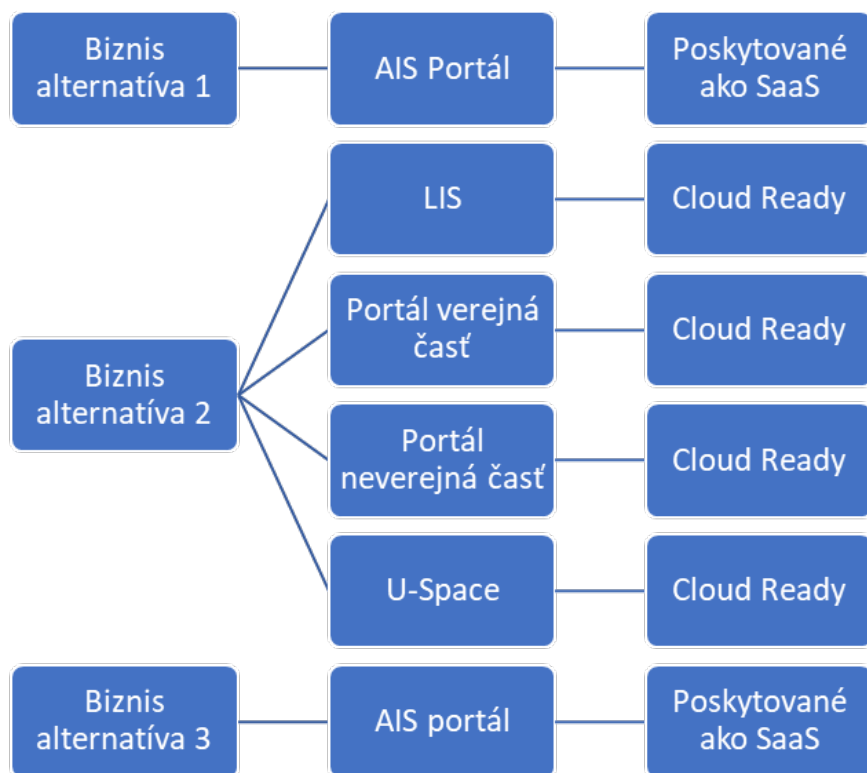 Biznis
alternatíva 1
AIS Portál
Poskytované
ako SaaS
LIS
Cloud Ready
Portál verejná
časť
Cloud Ready
Biznis
alternatíva 2
Portál
neverejná časť
Cloud Ready
U-Space
Cloud Ready
Biznis
alternatíva 3
AIS portál
Poskytované
ako SaaS